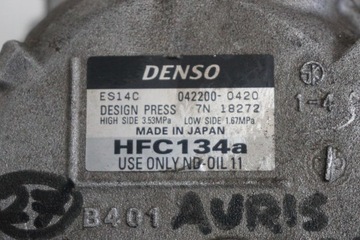 DENSO
ES14C 042200-0420
DESIGN PRESS 7N 18272
HIGH SIDE 3.53MPa LOW SIDE 1.67MPa
MADE IN JAPAN
HFC134a
USE ONLY ND-OIL 11
1-4
27 B401 AURIS